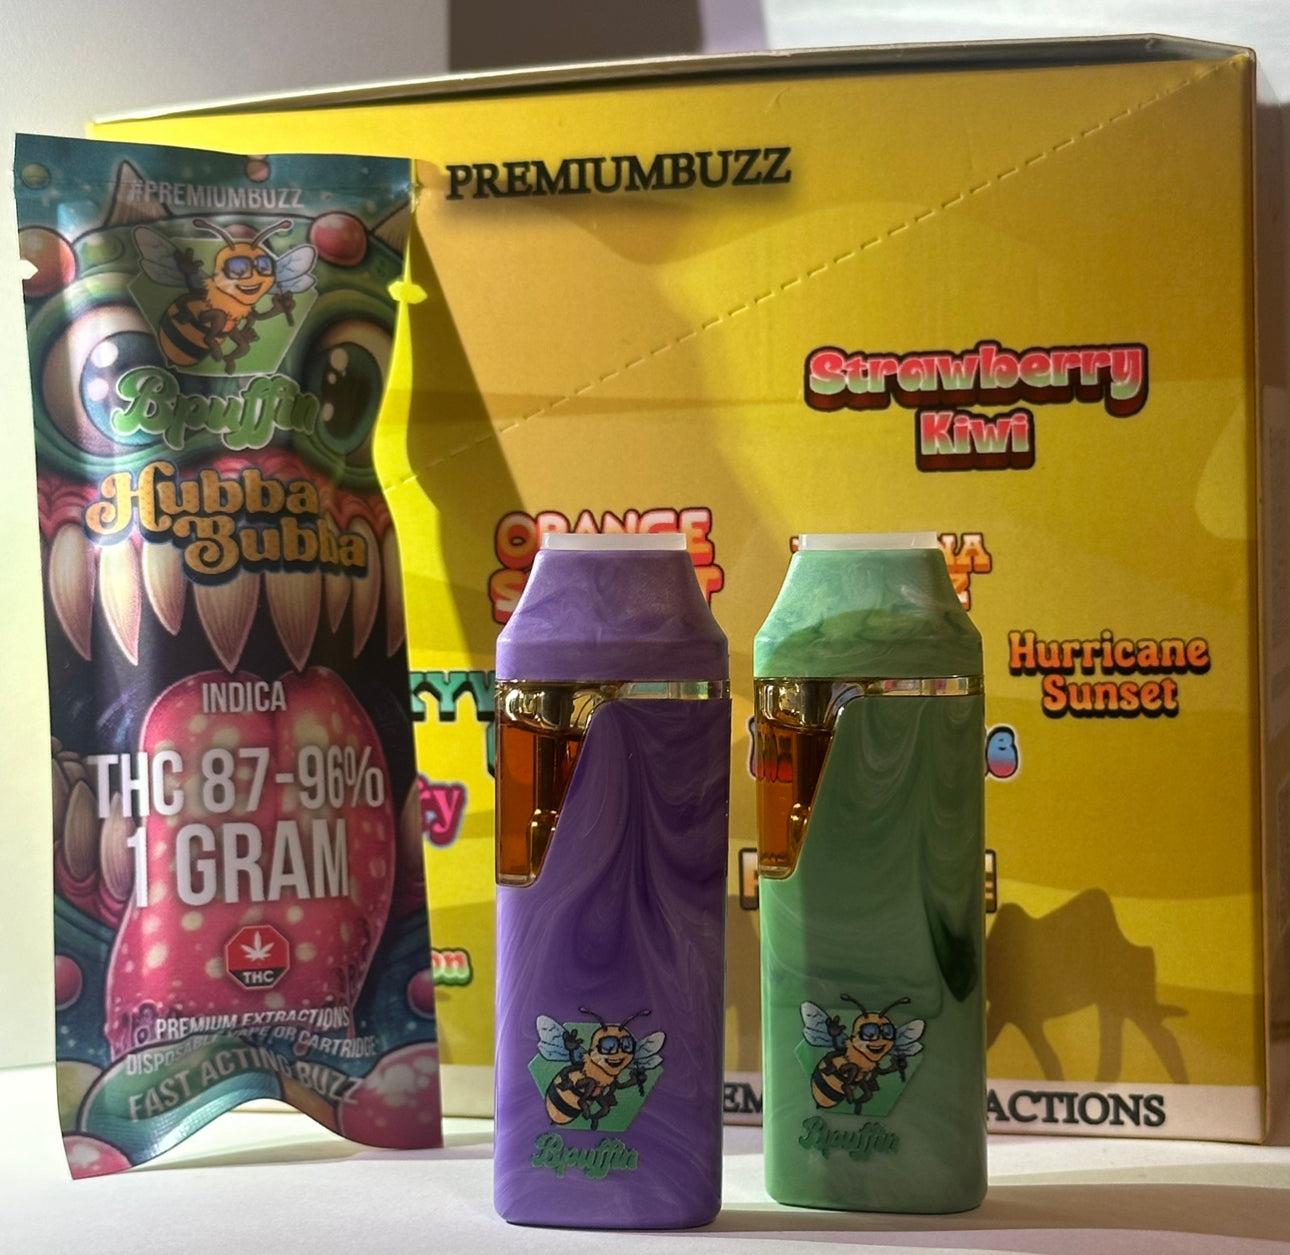 PREMIUMBUZZ
#PREMIUMBUZZ
Bpuffin
Hubba
Bubba
INDICA
THC 87-96%
1 GRAM
THC
PREMIUM EXTRACTIONS
DISPOSABLE VAPE OR CARTRIDGE
FAST ACTING BUZZ
Strawberry
Kiwi
ORANGE
Hurricane
Sunset
Bpuffin
Bpuffin